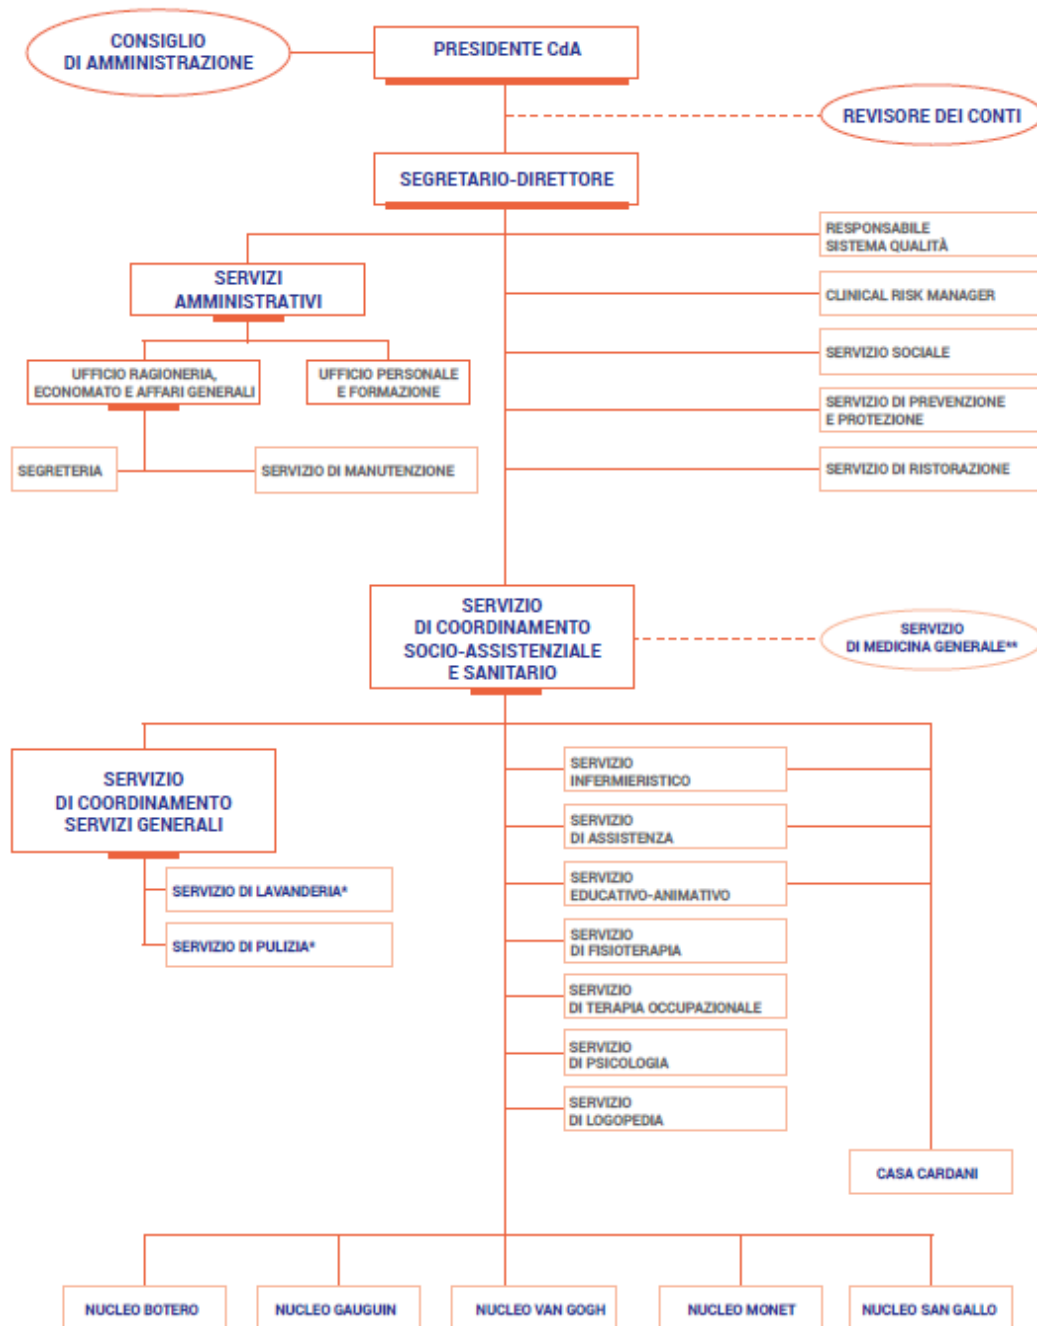 CONSIGLIO
DI AMMINISTRAZIONE
PRESIDENTE CdA
REVISORE DEI CONTI
SEGRETARIO-DIRETTORE
RESPONSABILE
SISTEMA QUALITÀ
SERVIZI
AMMINISTRATIVI
CLINICAL RISK MANAGER
SERVIZIO SOCIALE
UFFICIO RAGIONERIA,
ECONOMATO E AFFARI GENERALI
UFFICIO PERSONALE
E FORMAZIONE
SERVIZIO DI PREVENZIONE
E PROTEZIONE
SEGRETERIA
SERVIZIO DI MANUTENZIONE
SERVIZIO DI RISTORAZIONE
SERVIZIO
DI COORDINAMENTO
SOCIO-ASSISTENZIALE
E SANITARIO
SERVIZIO
DI MEDICINA GENERALE**
SERVIZIO
DI COORDINAMENTO
SERVIZI GENERALI
SERVIZIO DI LAVANDERIA*
SERVIZIO DI PULIZIA*
SERVIZIO
INFERMIERISTICO
SERVIZIO
DI ASSISTENZA
SERVIZIO
EDUCATIVO-ANIMATIVO
SERVIZIO
DI FISIOTERAPIA
SERVIZIO
DI TERAPIA OCCUPAZIONALE
SERVIZIO
DI PSICOLOGIA
SERVIZIO
DI LOGOPEDIA
CASA CARDANI
NUCLEO BOTERO
NUCLEO GAUGUIN
NUCLEO VAN GOGH
NUCLEO MONET
NUCLEO SAN GALLO